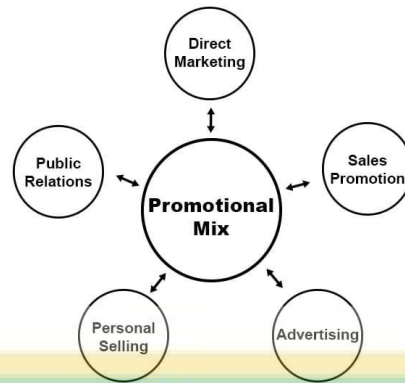 Direct
Marketing
Public
Relations
Sales
Promotion
Promotional
Mix
Personal
Selling
Advertising